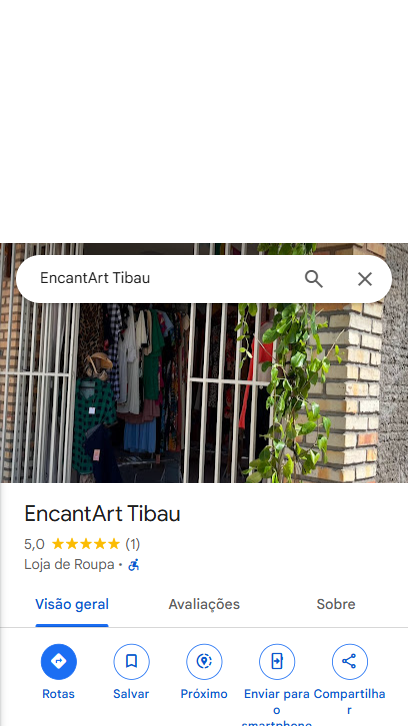 EncantArt Tibau
EncantArt Tibau
5,0 (1)
Loja de Roupa ·
Visão geral Avaliações Sobre
Rotas Salvar Próximo Enviar para o smartphone Compartilhar